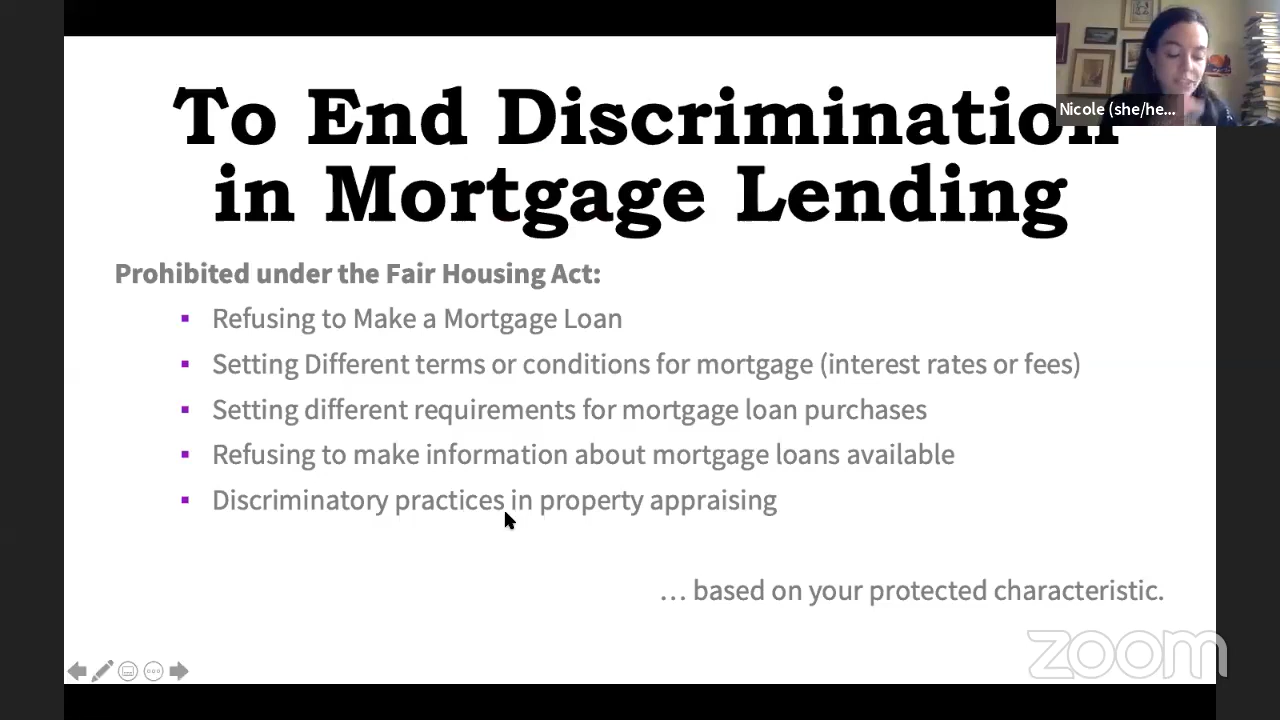 To End Discrimination
in Mortgage Lending
Nicole (she/he...
Prohibited under the Fair Housing Act:
Refusing to Make a Mortgage Loan
Setting Different terms or conditions for mortgage (interest rates or fees)
Setting different requirements for mortgage loan purchases
Refusing to make information about mortgage loans available
Discriminatory practices in property appraising
... based on your protected characteristic.
zoom